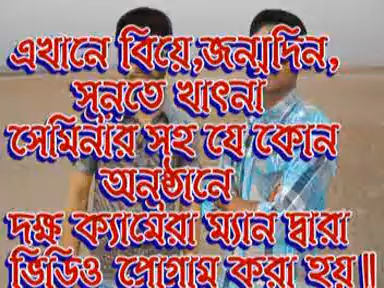 এখানে বিয়ে,জন্মদিন,
সুনতে খাৎনা
সেমিনার সহ যে কোন
অনুষ্ঠানে
দক্ষ ক্যামেরা ম্যান দ্বারা
ভিডিও প্রোগ্রাম করা হয়॥